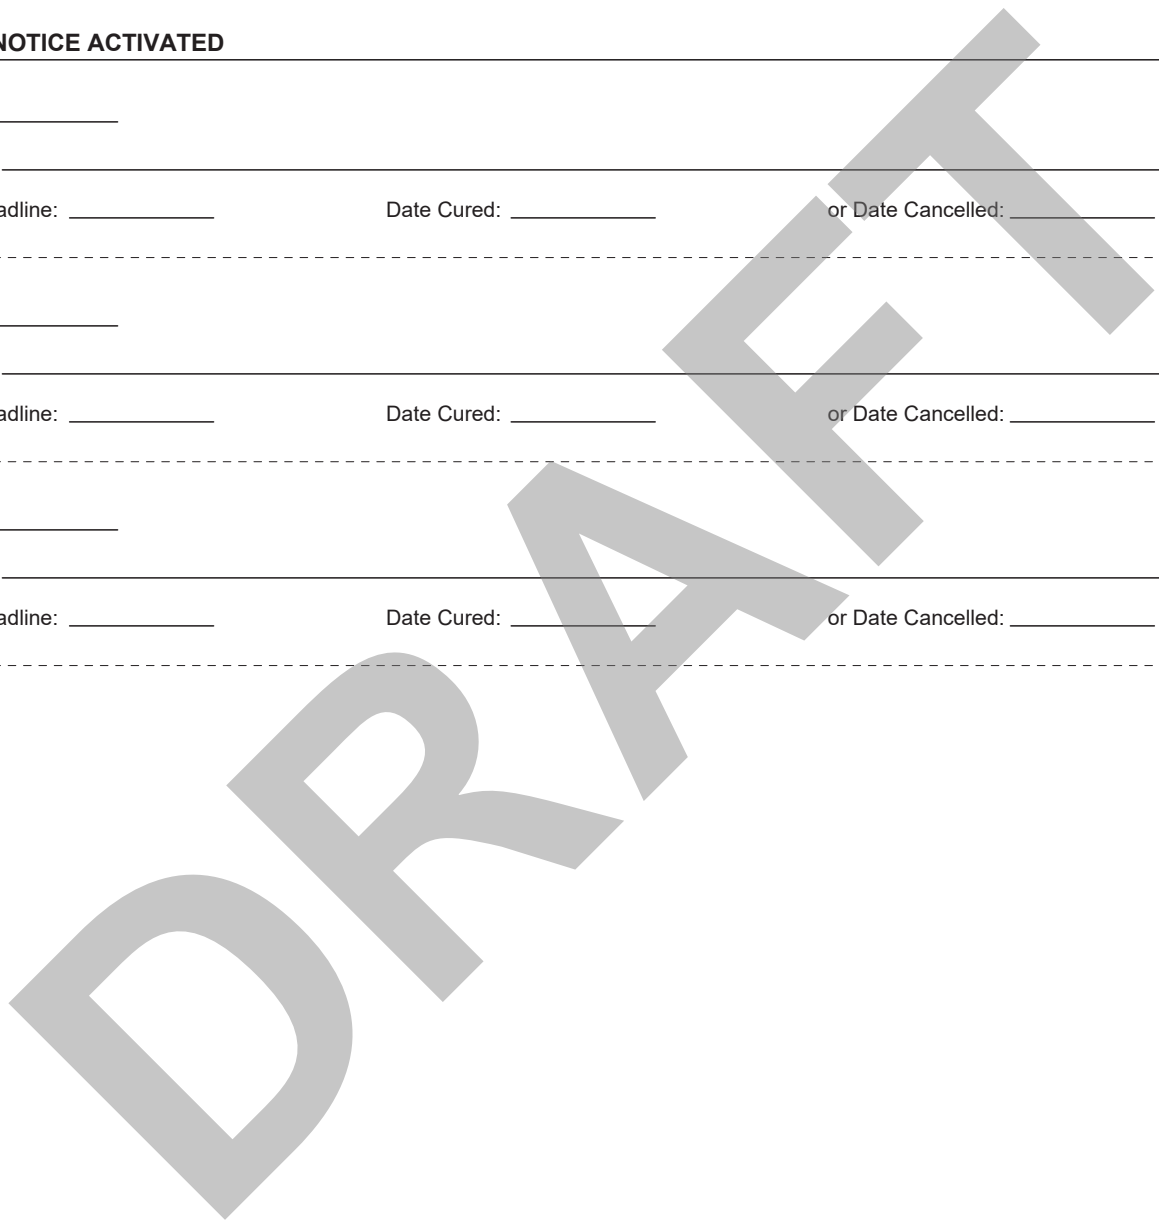 NOTICE ACTIVATED
adline: Date Cured: or Date Cancelled:
adline: Date Cured: or Date Cancelled:
adline: Date Cured: or Date Cancelled:
DRAFT